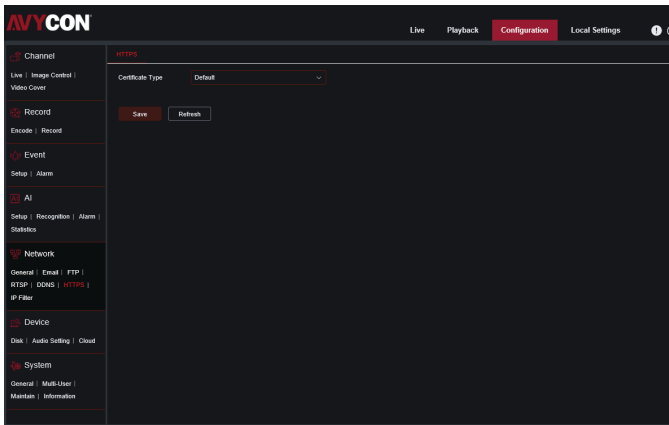 AVYCON
Live Playback Configuration Local Settings
Channel
Live | Image Control |
Video Cover
Record
Encode | Record
Event
Setup | Alarm
AI
Setup | Recognition | Alarm |
Statistics
Network
General | Email | FTP |
RTSP | DDNS | HTTPS |
IP Filter
Device
Disk | Audio Setting | Cloud
System
General | Multi-User |
Maintain | Information
HTTPS
Certificate Type Default
Save Refresh